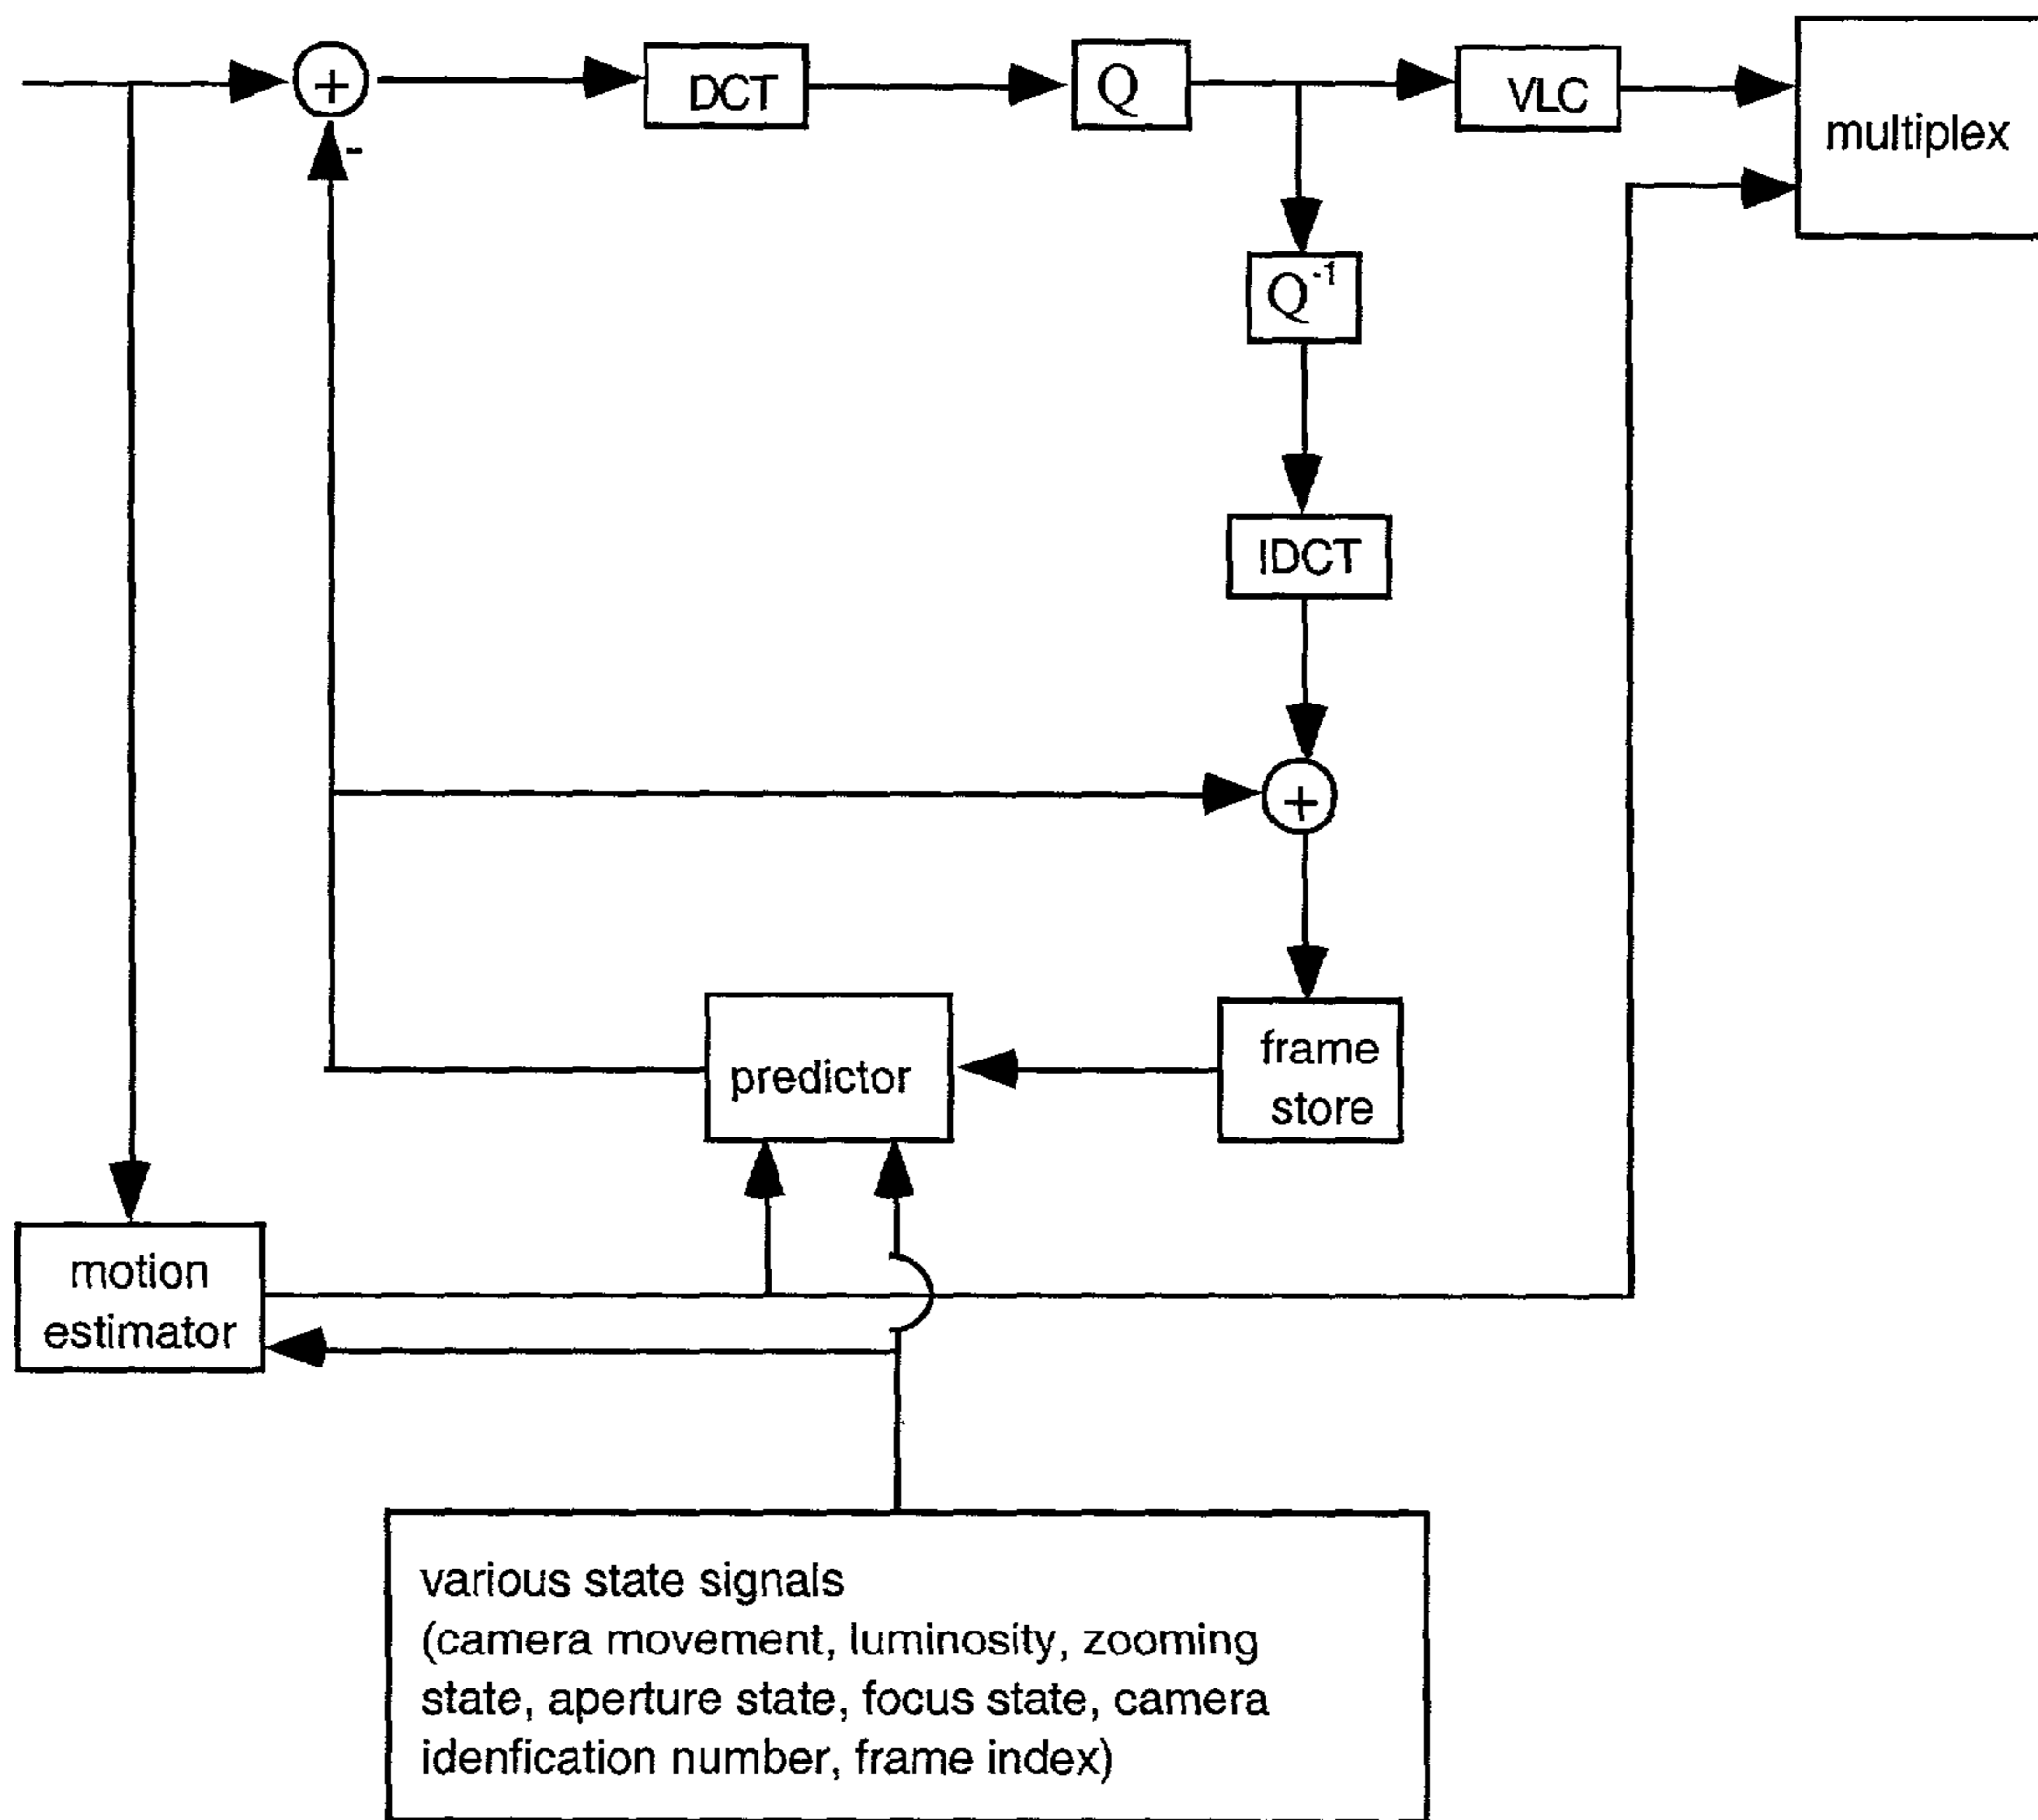 +
DCT
Q
VLC
multiplex
-
Q-1
IDCT
+
frame
store
predictor
motion
estimator
various state signals
(camera movement, luminosity, zooming
state, aperture state, focus state, camera
idenfication number, frame index)